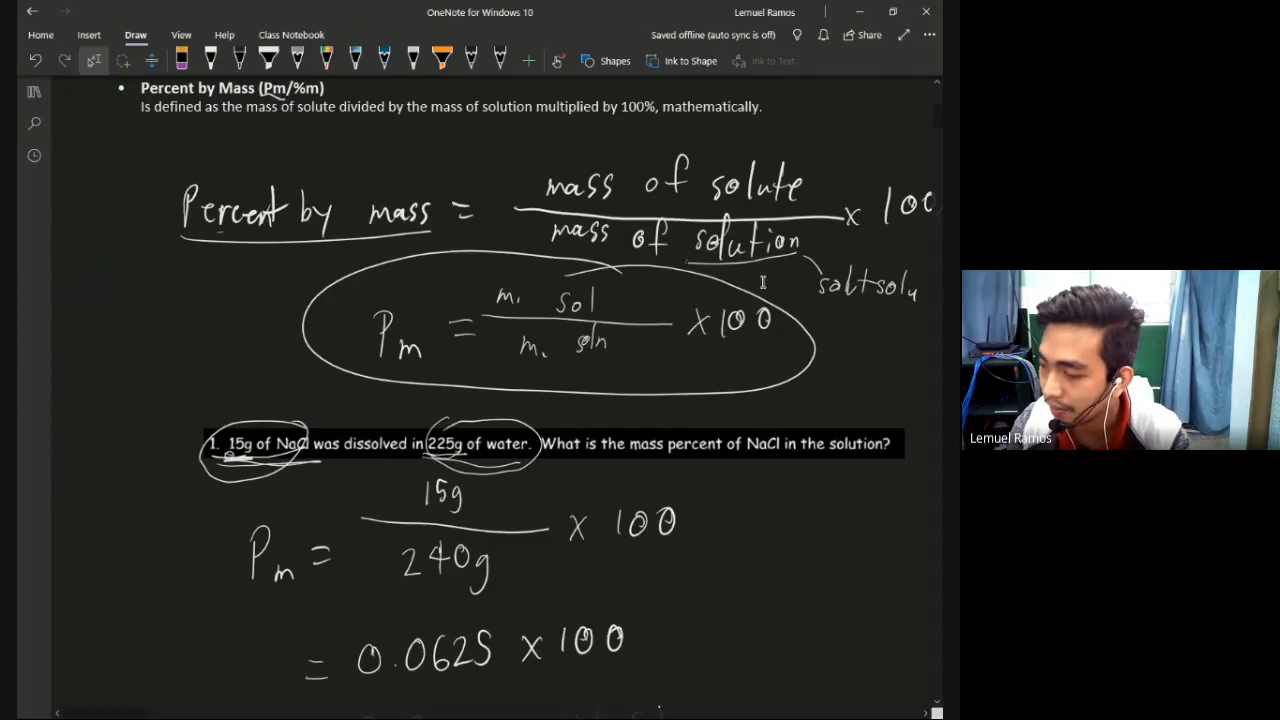 OneNote for Windows 10
Lemuel Ramos
Home Insert Draw View Help Class Notebook
Saved offline (auto sync is off)
Share
Shapes
Ink to Shape
Ink to Text
• Percent by Mass (Pm/%m)
Is defined as the mass of solute divided by the mass of solution multiplied by 100%, mathematically.
Percent by mass = mass of solute
mass of solution
x 100
solt + solv
Pm = m. sol
m. soln
x 100
1. 15g of NaCl was dissolved in 225g of water. What is the mass percent of NaCl in the solution?
Pm = 15g
240g
x 100
= 0.0625 x 100
Lemuel Ramos